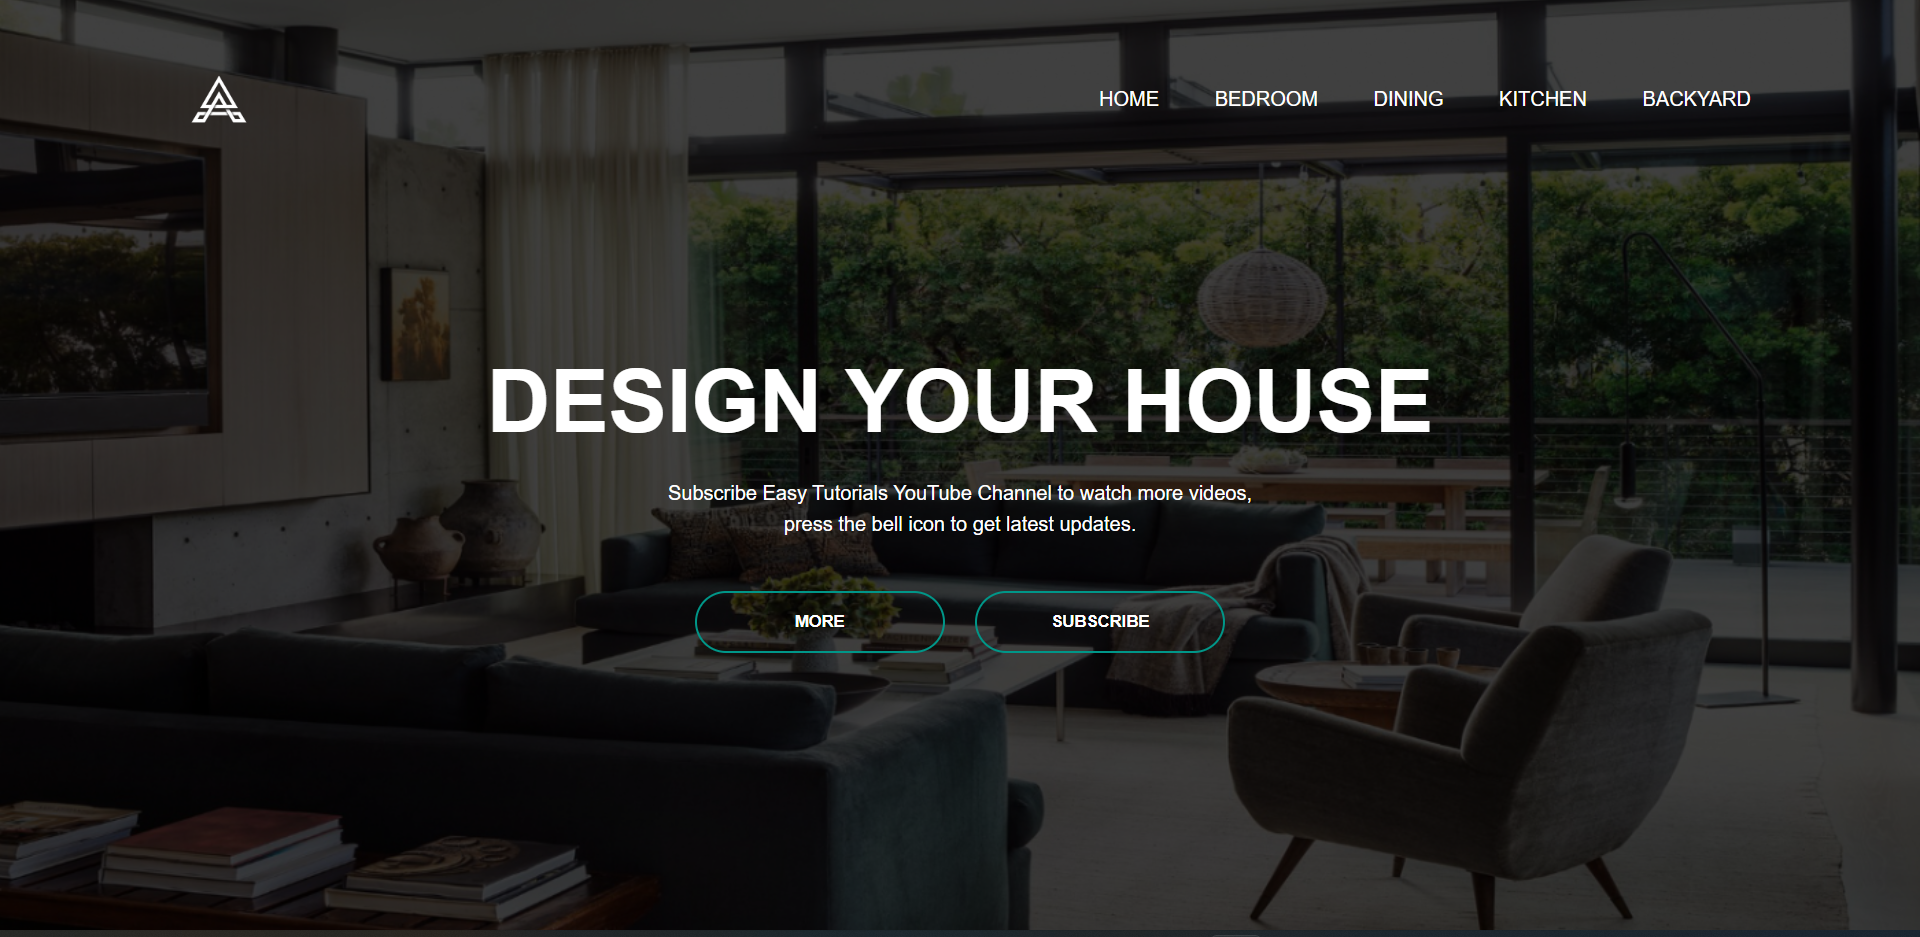 HOME BEDROOM DINING KITCHEN BACKYARD
DESIGN YOUR HOUSE
Subscribe Easy Tutorials YouTube Channel to watch more videos,
press the bell icon to get latest updates.
MORE SUBSCRIBE